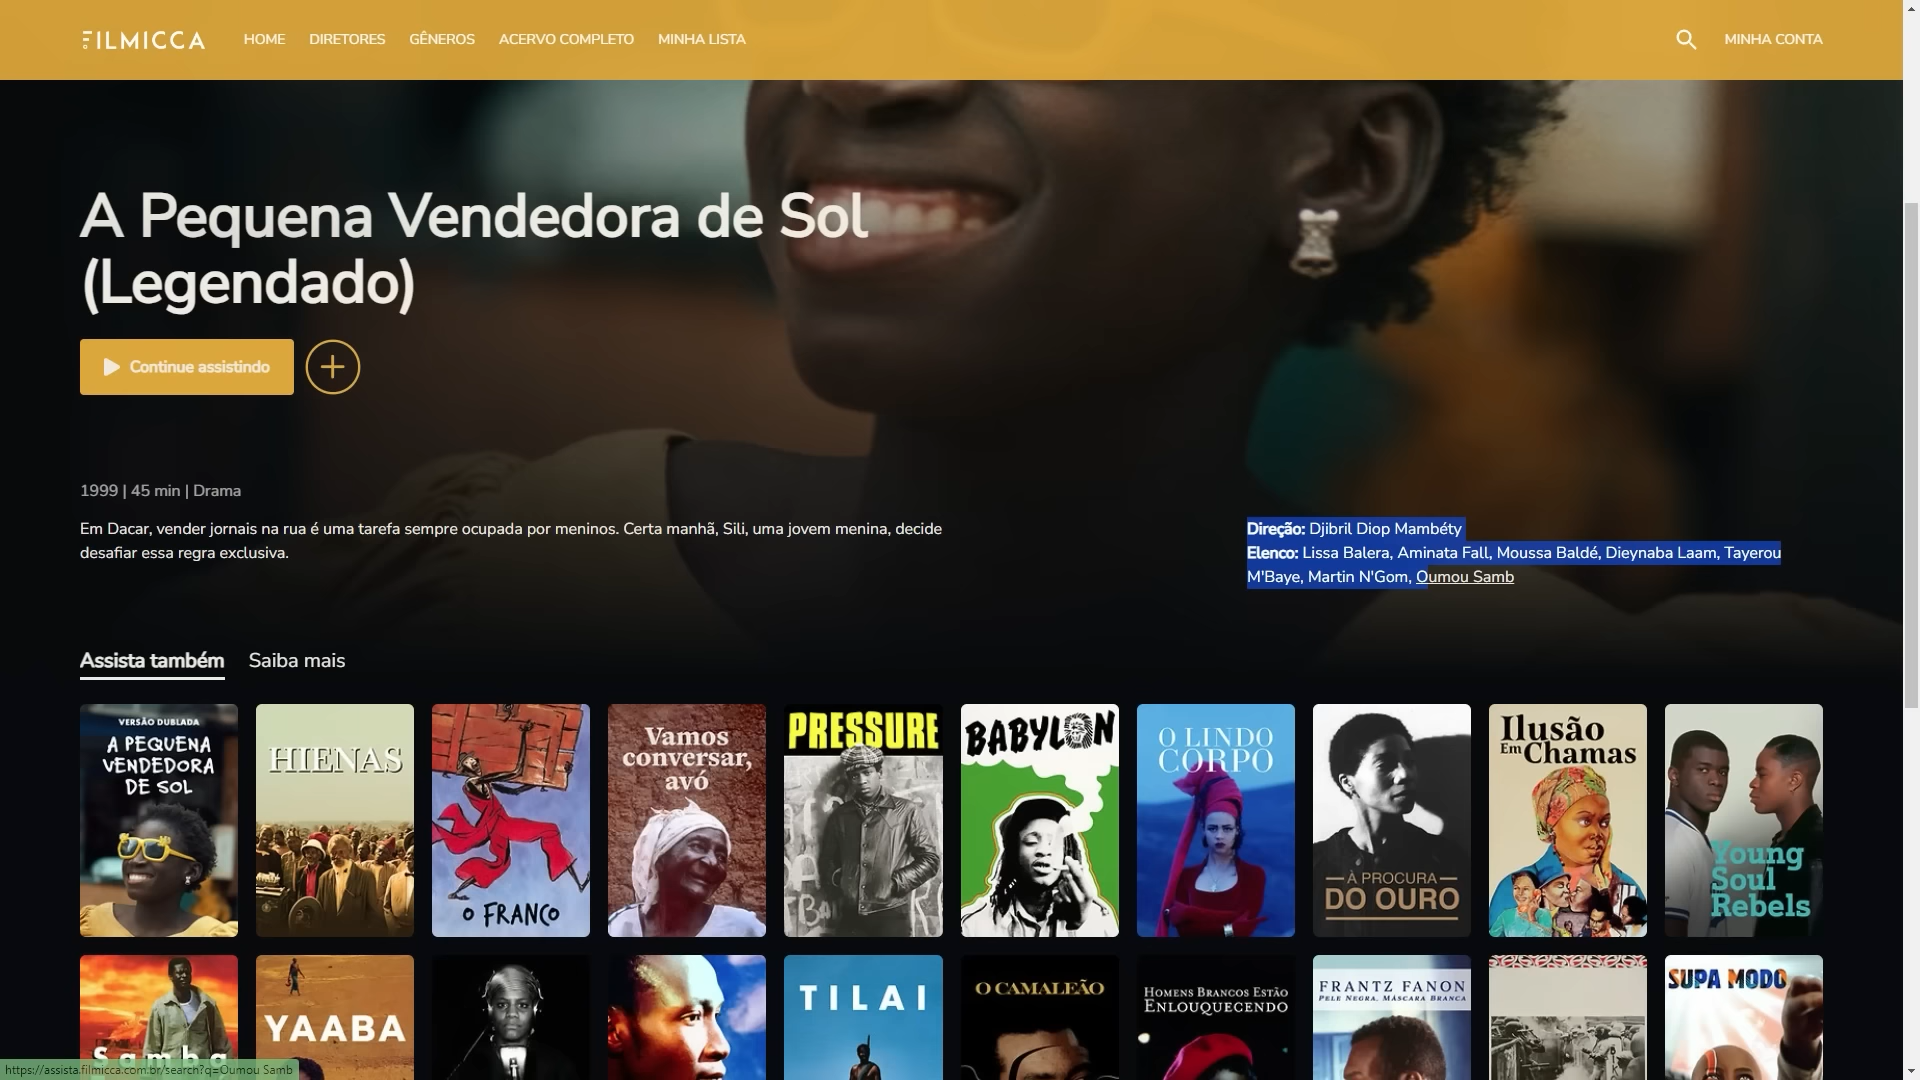 FILMICCA
HOME
DIRETORES
GÊNEROS
ACERVO COMPLETO
MINHA LISTA
MINHA CONTA
A Pequena Vendedora de Sol
(Legendado)
Continue assistindo
1999 | 45 min | Drama
Em Dacar, vender jornais na rua é uma tarefa sempre ocupada por meninos. Certa manhã, Sili, uma jovem menina, decide
desafiar essa regra exclusiva.
Direção: Djibril Diop Mambéty
Elenco: Lissa Balera, Aminata Fall, Moussa Baldé, Dieynaba Laam, Tayerou
M'Baye, Martin N'Gom, Oumou Samb
Assista também
Saiba mais
VERSÃO DUBLADA
A PEQUENA
VENDEDORA
DE SOL
HIENAS
O FRANCO
Vamos
conversar,
avó
PRESSURE
BABYLON
O LINDO
CORPO
À PROCURA
DO OURO
Ilusão
Em Chamas
Young
Soul
Rebels
Samba
YAABA
TILAI
O CAMALEÃO
HOMENS BRANCOS ESTÃO
ENLOUQUECENDO
FRANTZ FANON
PELE NEGRA, MÁSCARA BRANCA
SUPA MODO
https://assista.filmicca.com.br/search?q=Oumou Samb